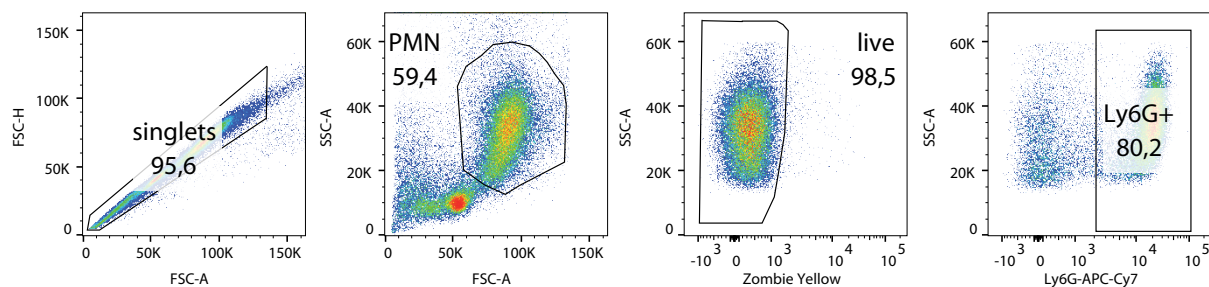 150K
100K
50K
0
FSC-H
singlets
95,6
0
50K
100K
150K
FSC-A
60K
40K
20K
0
SSC-A
PMN
59,4
0
50K
100K
150K
FSC-A
60K
40K
20K
0
SSC-A
live
98,5
-10 3
0
10 3
10 4
10 5
Zombie Yellow
60K
40K
20K
0
SSC-A
Ly6G+
80,2
-10 3
0
10 3
10 4
10 5
Ly6G-APC-Cy7